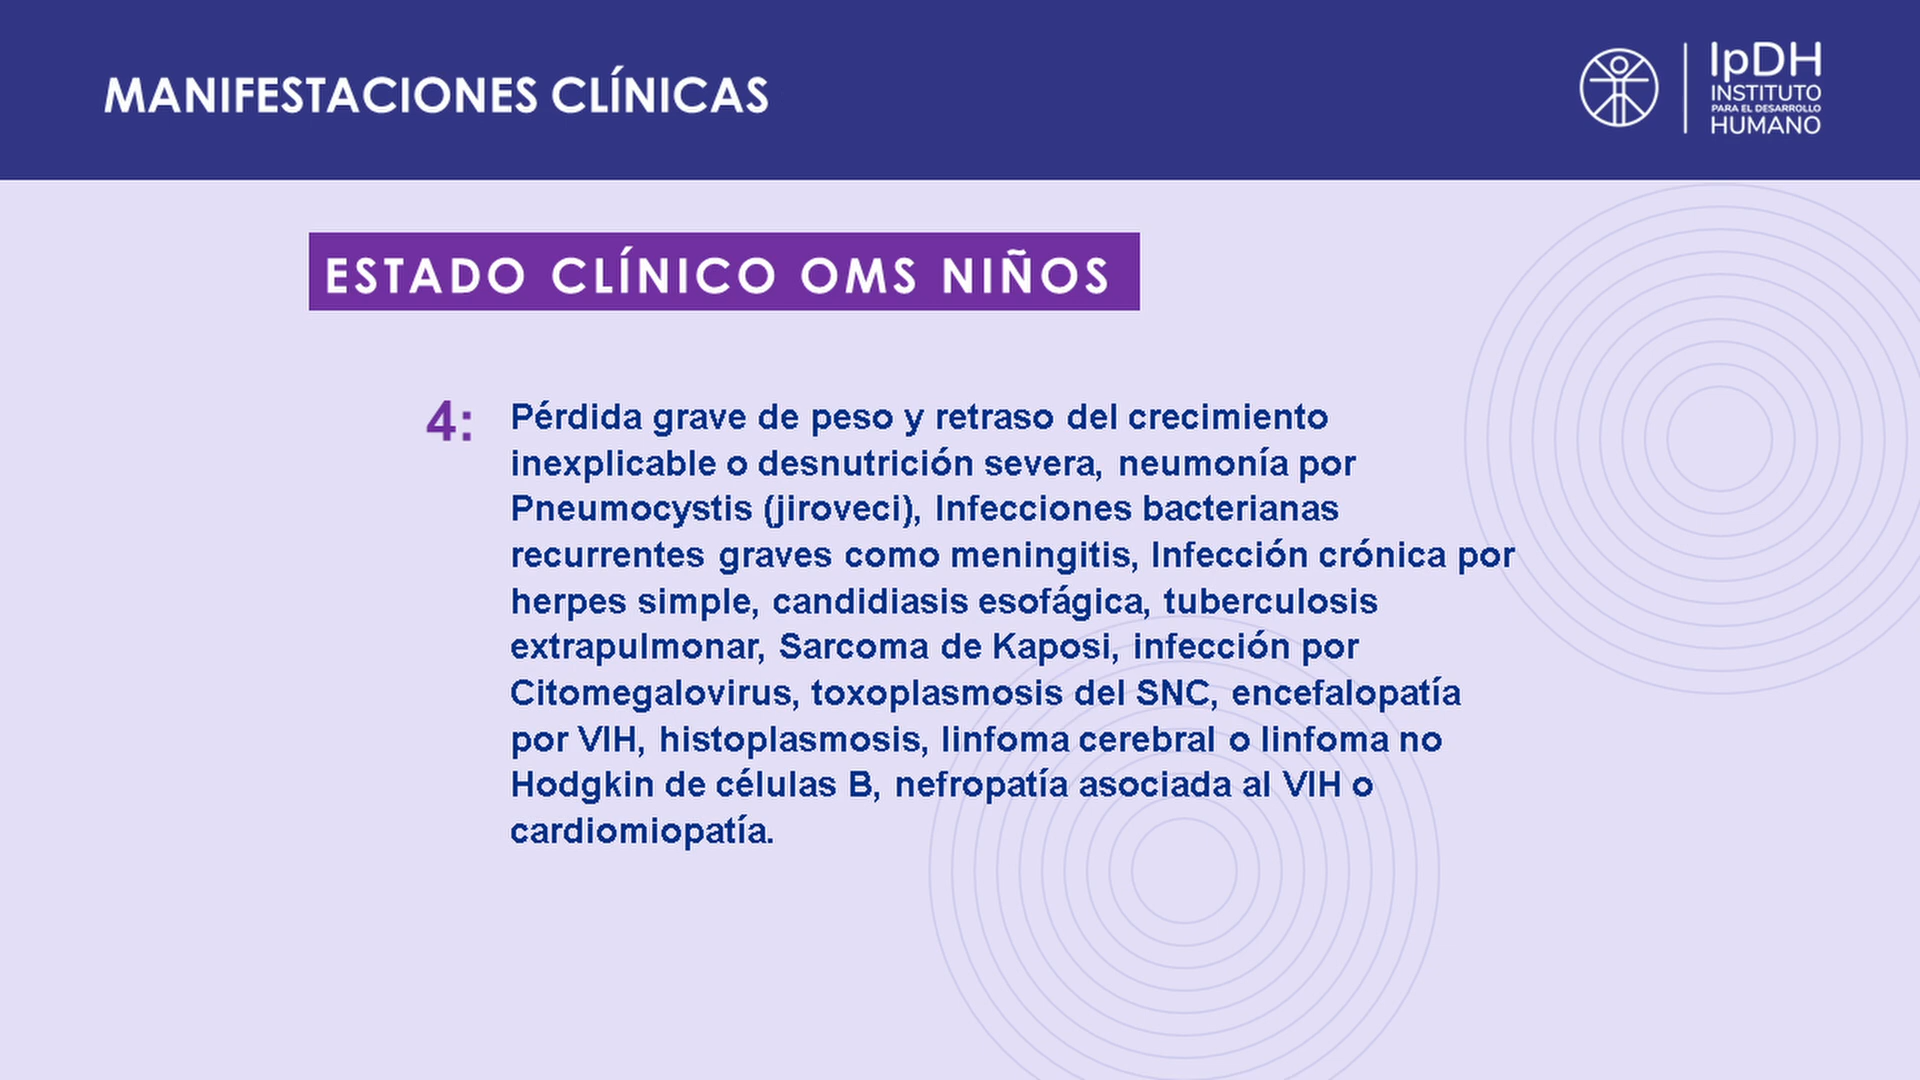 MANIFESTACIONES CLÍNICAS
IpDH
INSTITUTO
PARA EL DESARROLLO
HUMANO
ESTADO CLÍNICO OMS NIÑOS
4: Pérdida grave de peso y retraso del crecimiento
inexplicable o desnutrición severa, neumonía por
Pneumocystis (jiroveci), Infecciones bacterianas
recurrentes graves como meningitis, Infección crónica por
herpes simple, candidiasis esofágica, tuberculosis
extrapulmonar, Sarcoma de Kaposi, infección por
Citomegalovirus, toxoplasmosis del SNC, encefalopatía
por VIH, histoplasmosis, linfoma cerebral o linfoma no
Hodgkin de células B, nefropatía asociada al VIH o
cardiomiopatía.